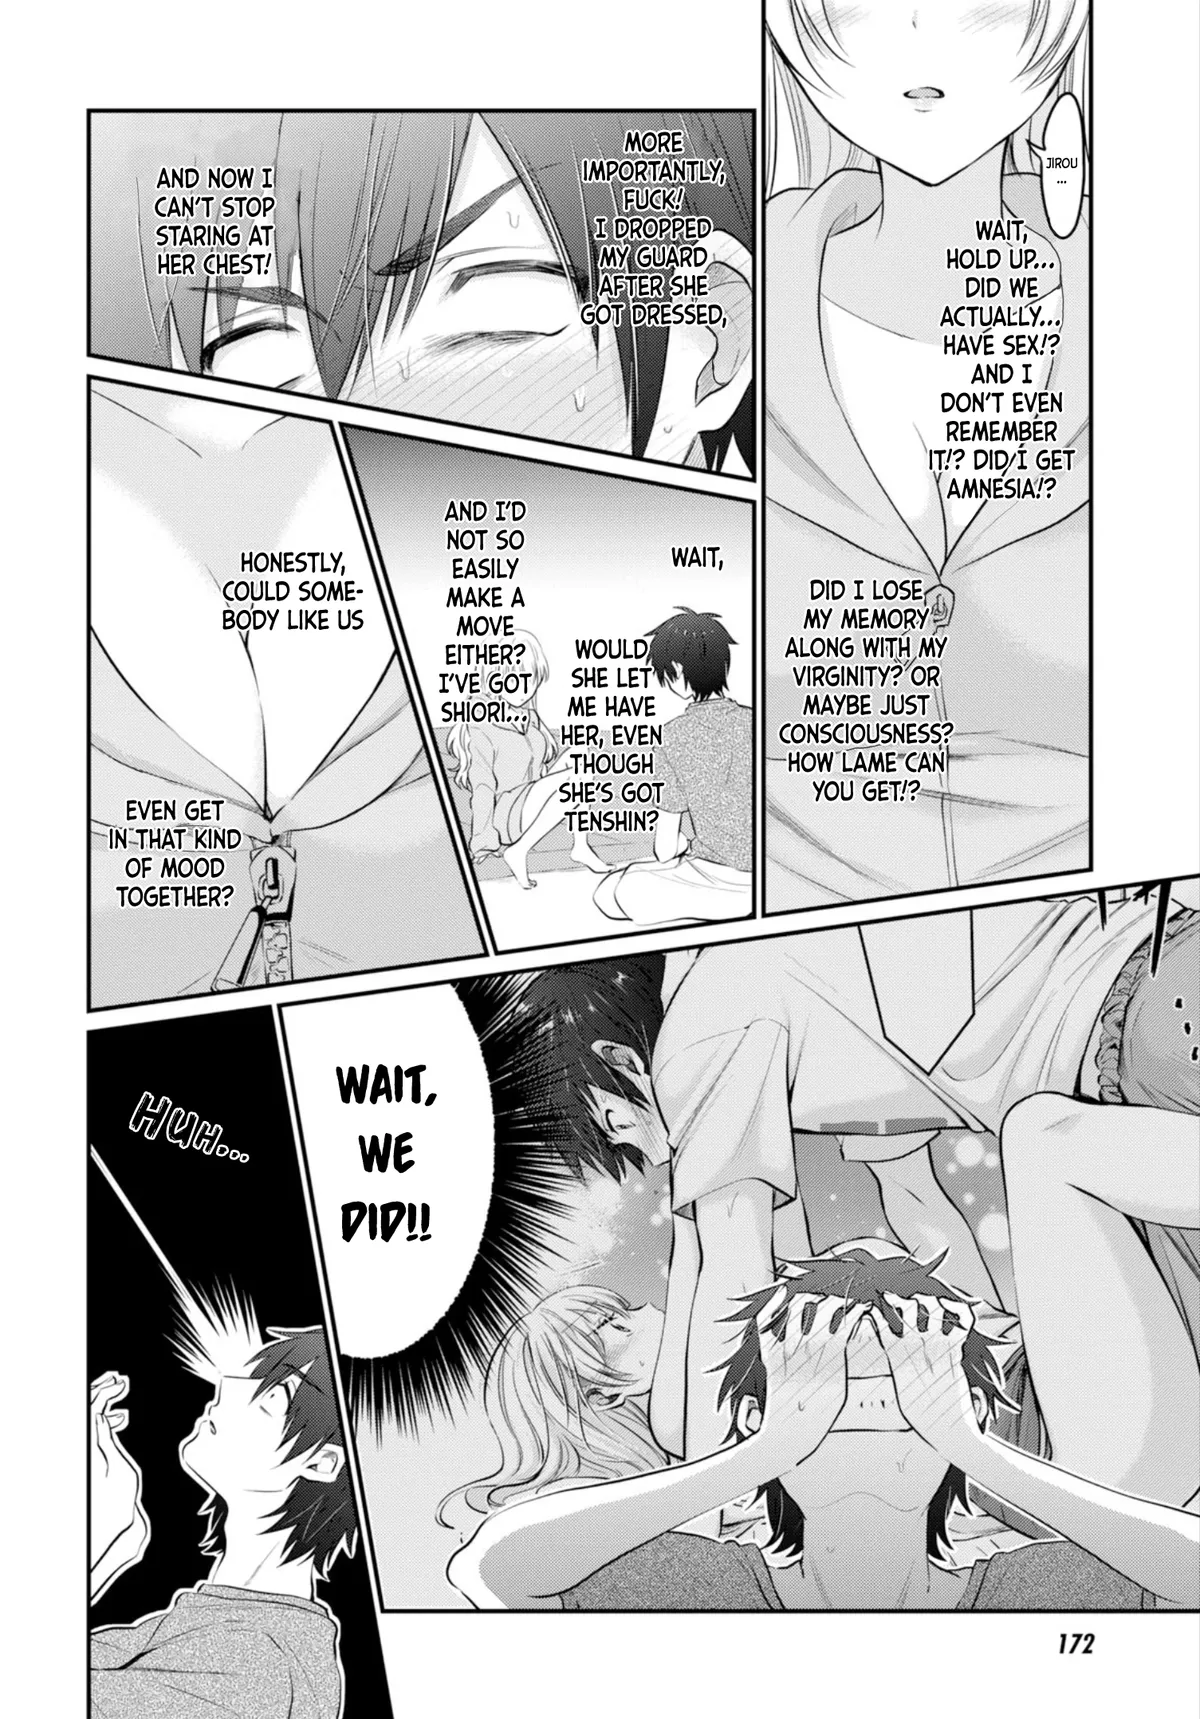 JIROU
...
WAIT,
HOLD UP...
DID WE
ACTUALLY...
HAVE SEX!?
AND I
DON'T EVEN
REMEMBER
IT!? DID I GET
AMNESIA!?
DID I LOSE
MY MEMORY
ALONG WITH MY
VIRGINITY? OR
MAYBE JUST
CONSCIOUSNESS?
HOW LAME CAN
YOU GET!?
MORE
IMPORTANTLY,
FUCK!
I DROPPED
MY GUARD
AFTER SHE
GOT DRESSED,
AND NOW I
CAN'T STOP
STARING AT
HER CHEST!
WAIT,
WOULD
SHE LET
ME HAVE
HER, EVEN
THOUGH
SHE'S GOT
TENSHIN?
AND I'D
NOT SO
EASILY
MAKE A
MOVE
EITHER?
I'VE GOT
SHIORI...
HONESTLY,
COULD SOME-
BODY LIKE US
EVEN GET
IN THAT KIND
OF MOOD
TOGETHER?
WAIT,
WE
DID!!
HUH...
172